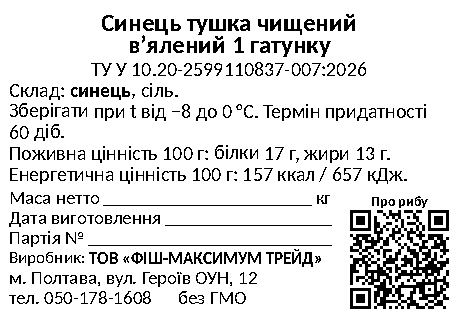 Синець тушка чищений
в’ялений 1 гатунку
ТУ У 10.20-2599110837-007:2026
Склад: синець, сіль.
Зберігати при t від −8 до 0 °С. Термін придатності
60 діб.
Поживна цінність 100 г: білки 17 г, жири 13 г.
Енергетична цінність 100 г: 157 ккал / 657 кДж.
Маса нетто ______________________ кг
Дата виготовлення __________________
Партія № __________________________
Про рибу
Виробник: ТОВ «ФІШ-МАКСИМУМ ТРЕЙД»
м. Полтава, вул. Героїв ОУН, 12
тел. 050-178-1608 без ГМО